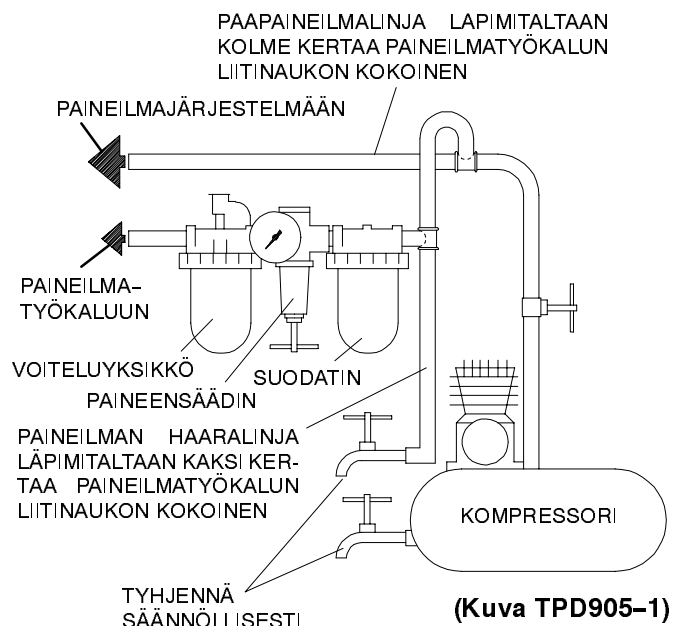 PAAPAINEILMALINJA LAPIMITALTAAN
KOLME KERTAA PAINEILMATYÖKALUN
LIITINAUKON KOKOINEN
PAINEILMAJÄRJESTELMÄÄN
PAINEILMA–
TYÖKALUUN
VOITELUYKSIKKÖ
SUODATIN
PAINEENSÄÄDIN
PAINEILMAN HAARALINJA
LÄPIMITALTAAN KAKSI KER-
TAA PAINEILMATYÖKALUN
LIITINAUKON KOKOINEN
KOMPRESSORI
TYHJENNÄ
SÄÄNNÖLLISESTI
(Kuva TPD905–1)